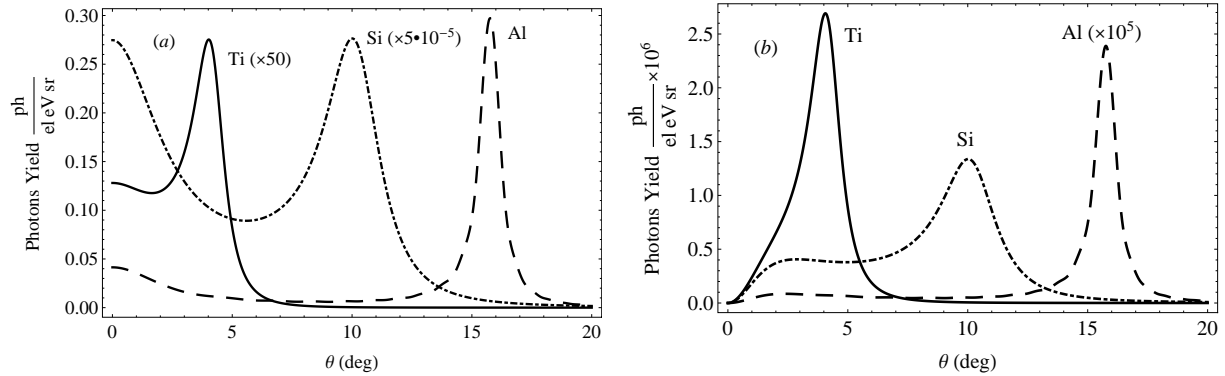 (a)
Ti (×50)
Si (×5•10⁻⁵)
Al
Photons Yield ph
el eV sr
0.30
0.25
0.20
0.15
0.10
0.05
0.00
0 5 10 15 20
θ (deg)
(b)
Ti
Si
Al (×10⁵)
Photons Yield ph ×10⁶
el eV sr
2.5
2.0
1.5
1.0
0.5
0.0
0 5 10 15 20
θ (deg)